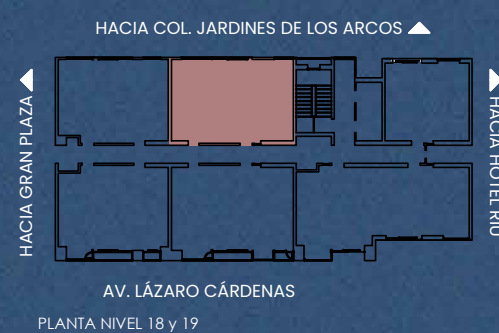 HACIA COL. JARDINES DE LOS ARCOS
HACIA GRAN PLAZA
HACIA HOTEL RIU
AV. LÁZARO CÁRDENAS
PLANTA NIVEL 18 y 19